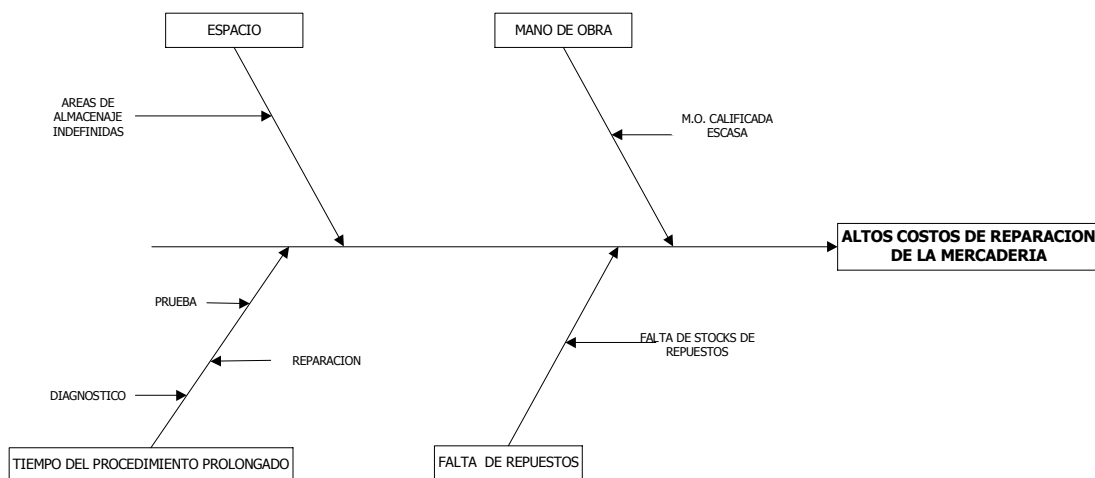 ESPACIO
MANO DE OBRA
AREAS DE
ALMACENAJE
INDEFINIDAS
M.O. CALIFICADA
ESCASA
ALTOS COSTOS DE REPARACION
DE LA MERCADERIA
PRUEBA
REPARACION
DIAGNOSTICO
FALTA DE STOCKS DE
REPUESTOS
TIEMPO DEL PROCEDIMIENTO PROLONGADO
FALTA DE REPUESTOS